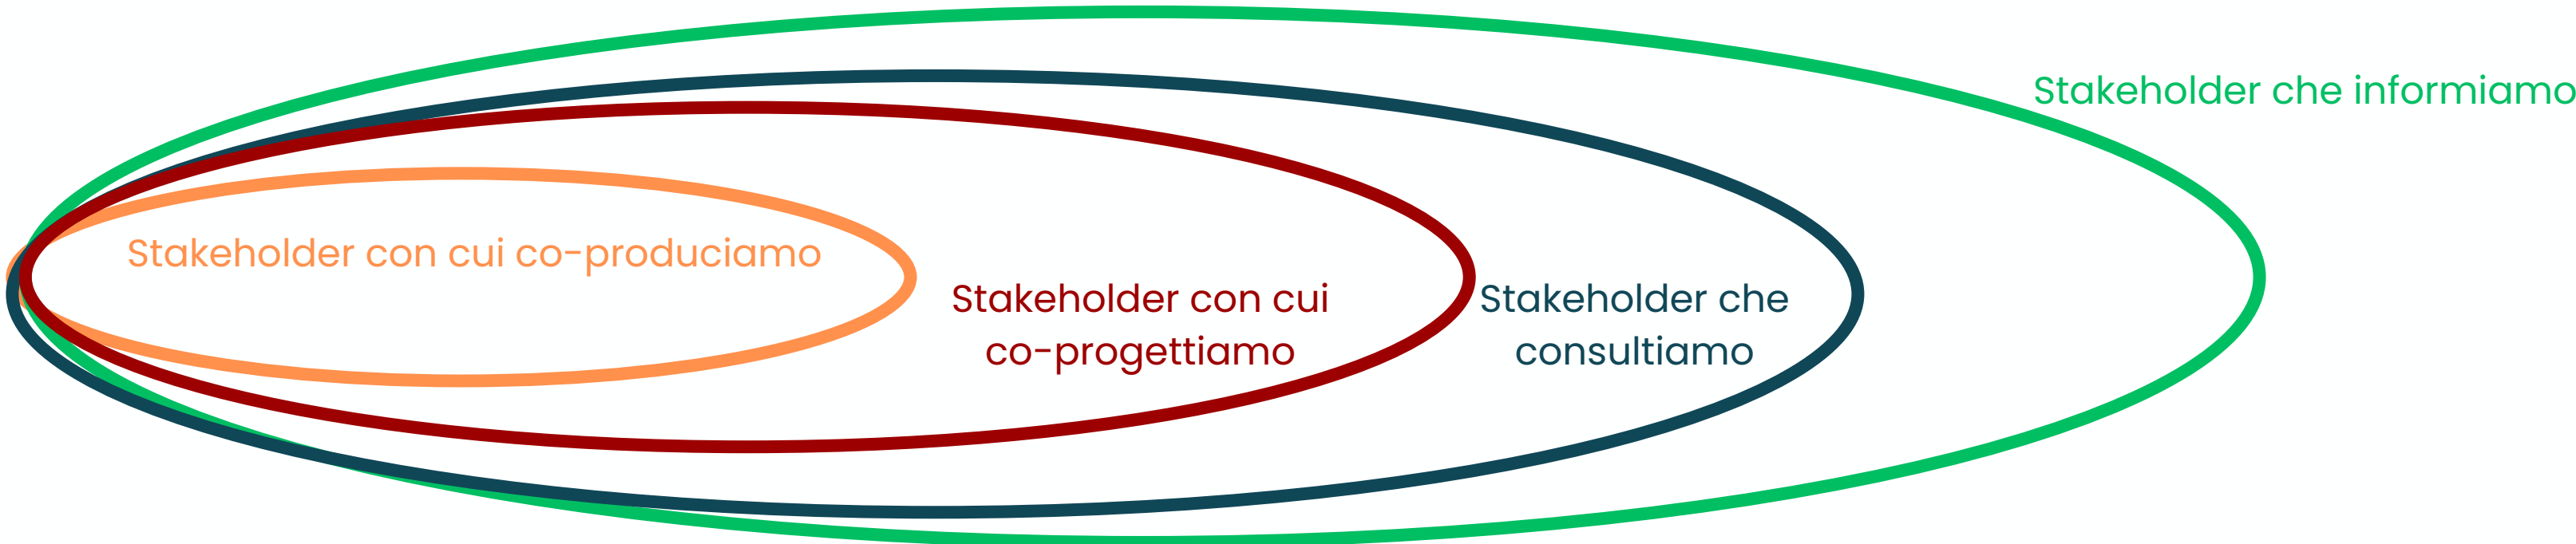 Stakeholder che informiamo
Stakeholder con cui co-produciamo
Stakeholder con cui
co-progettiamo
Stakeholder che
consultiamo